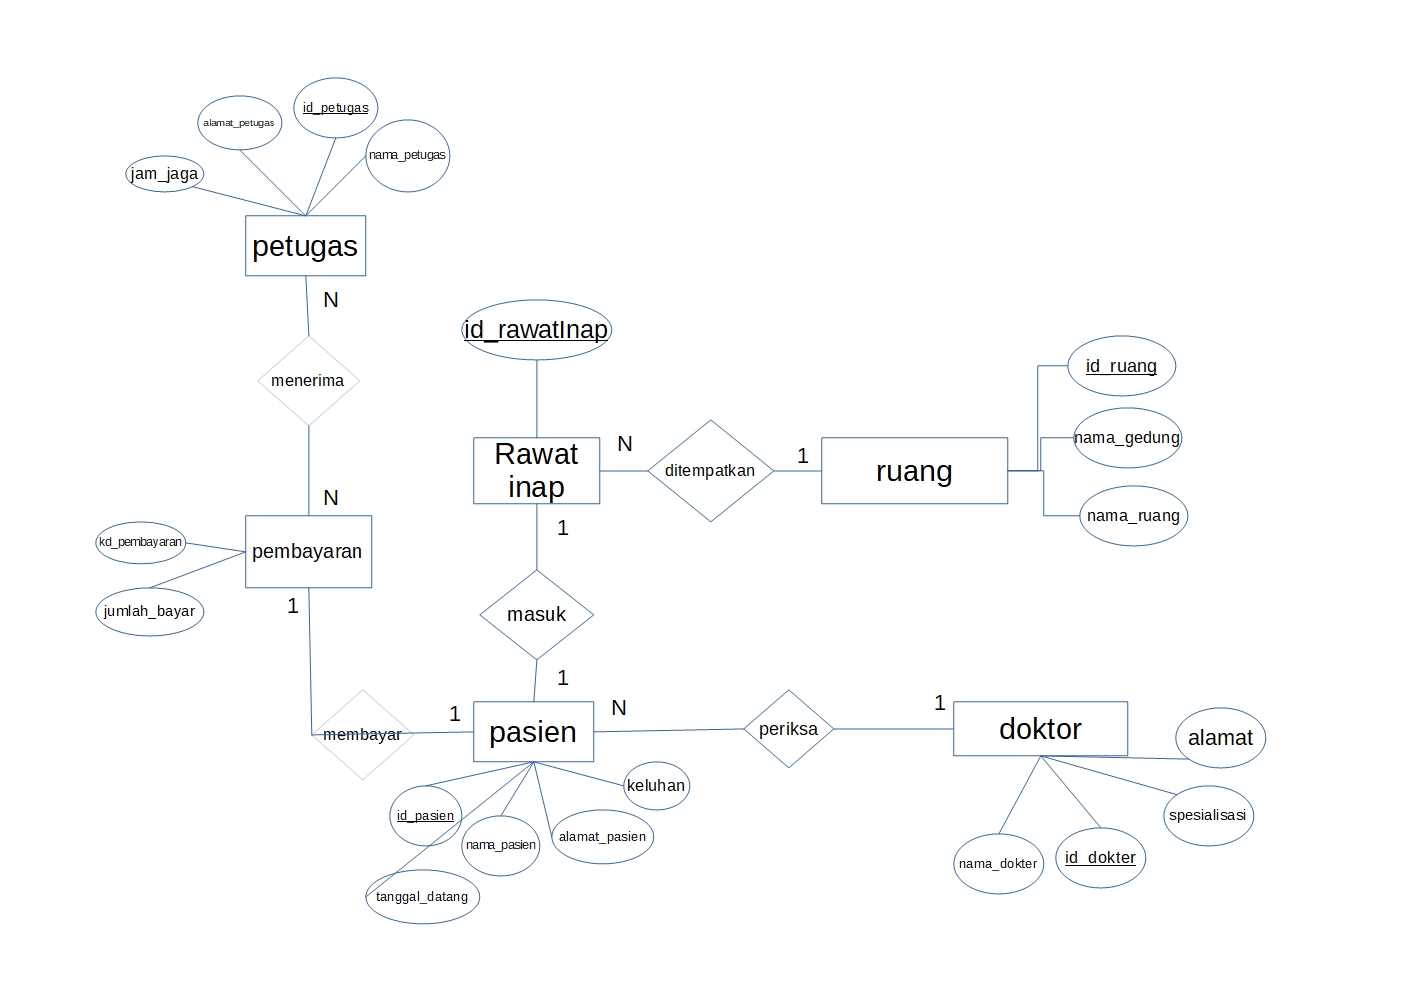 id_petugas
alamat_petugas
nama_petugas
jam_jaga
petugas
N
menerima
N
pembayaran
kd_pembayaran
jumlah_bayar
1
membayar
1
id_rawatInap
Rawat
inap
N
ditempatkan
1
ruang
id_ruang
nama_gedung
nama_ruang
1
masuk
1
pasien
N
periksa
1
doktor
alamat
spesialisasi
id_dokter
nama_dokter
keluhan
id_pasien
alamat_pasien
nama_pasien
tanggal_datang